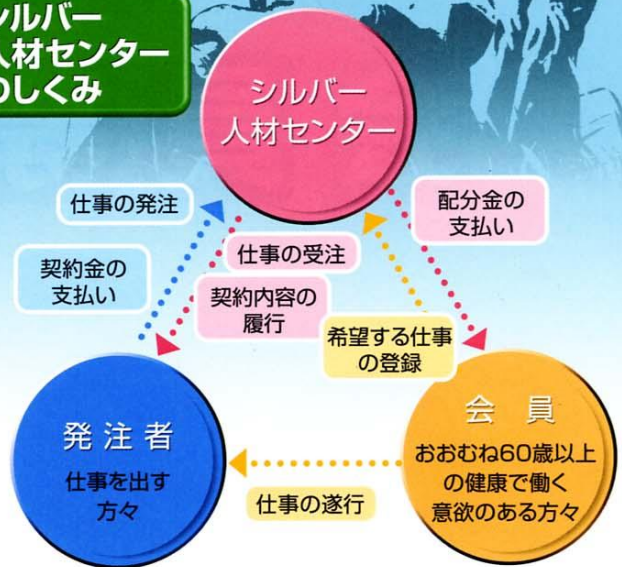 シルバー
人材センター
のしくみ
シルバー
人材センター
仕事の発注
配分金の
支払い
仕事の受注
契約金の
支払い
契約内容の
履行
希望する仕事
の登録
発注者
仕事を出す
方々
会員
おおむね60歳以上
の健康で働く
意欲のある方々
仕事の遂行